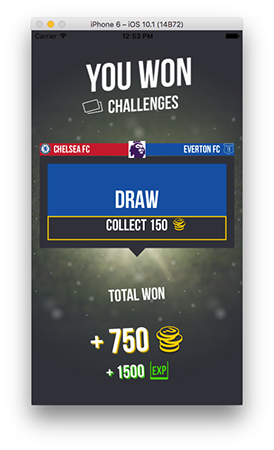 iPhone 6 – iOS 10.1 (14B72)
Carrier 12:53 PM
YOU WON
CHALLENGES
CHELSEA FC EVERTON FC
DRAW
COLLECT 150
TOTAL WON
+ 750
+ 1500 EXP